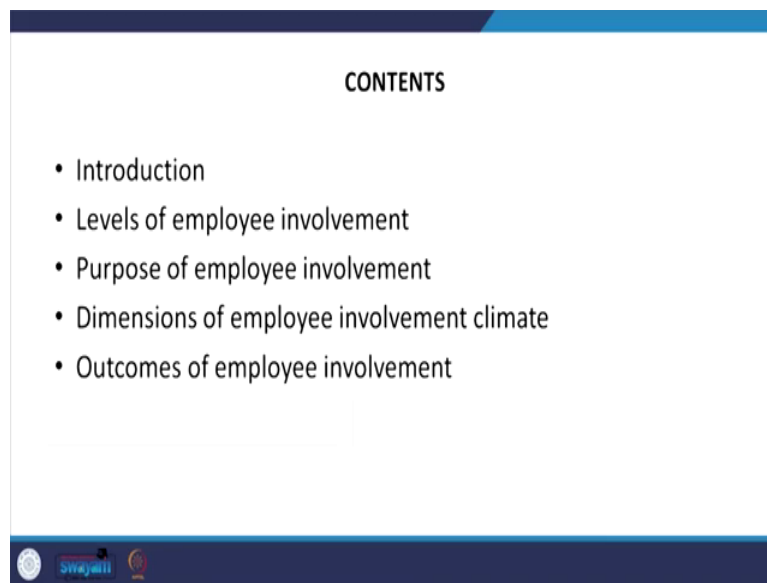 CONTENTS
• Introduction
• Levels of employee involvement
• Purpose of employee involvement
• Dimensions of employee involvement climate
• Outcomes of employee involvement
swayam